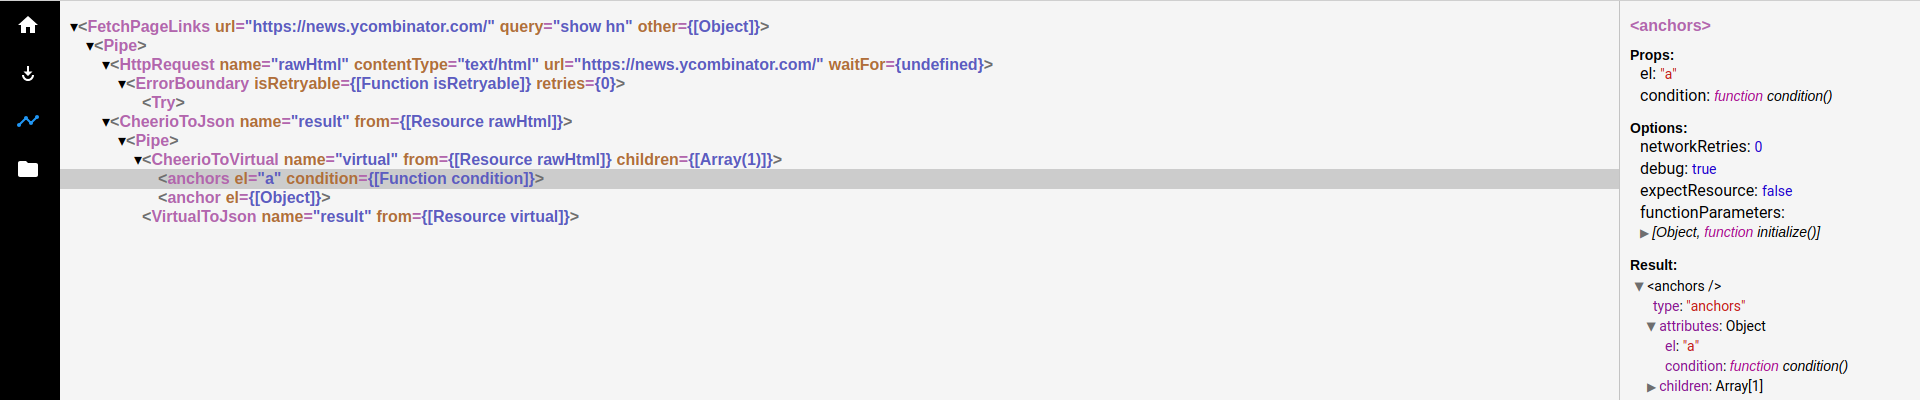 ▼<FetchPageLinks url="https://news.ycombinator.com/" query="show hn" other={[Object]}>
▼<Pipe>
▼<HttpRequest name="rawHtml" contentType="text/html" url="https://news.ycombinator.com/" waitFor={undefined}>
▼<ErrorBoundary isRetryable={[Function isRetryable]} retries={0}>
<Try>
▼<CheerioToJson name="result" from={[Resource rawHtml]}>
▼<Pipe>
▼<CheerioToVirtual name="virtual" from={[Resource rawHtml]} children={[Array(1)]}>
<anchors el="a" condition={[Function condition]}>
<anchor el={[Object]}>
<VirtualToJson name="result" from={[Resource virtual]}>
<anchors>
Props:
el: "a"
condition: function condition()
Options:
networkRetries: 0
debug: true
expectResource: false
functionParameters:
▶[Object, function initialize()]
Result:
▼<anchors />
type: "anchors"
▼attributes: Object
el: "a"
condition: function condition()
▶children: Array[1]